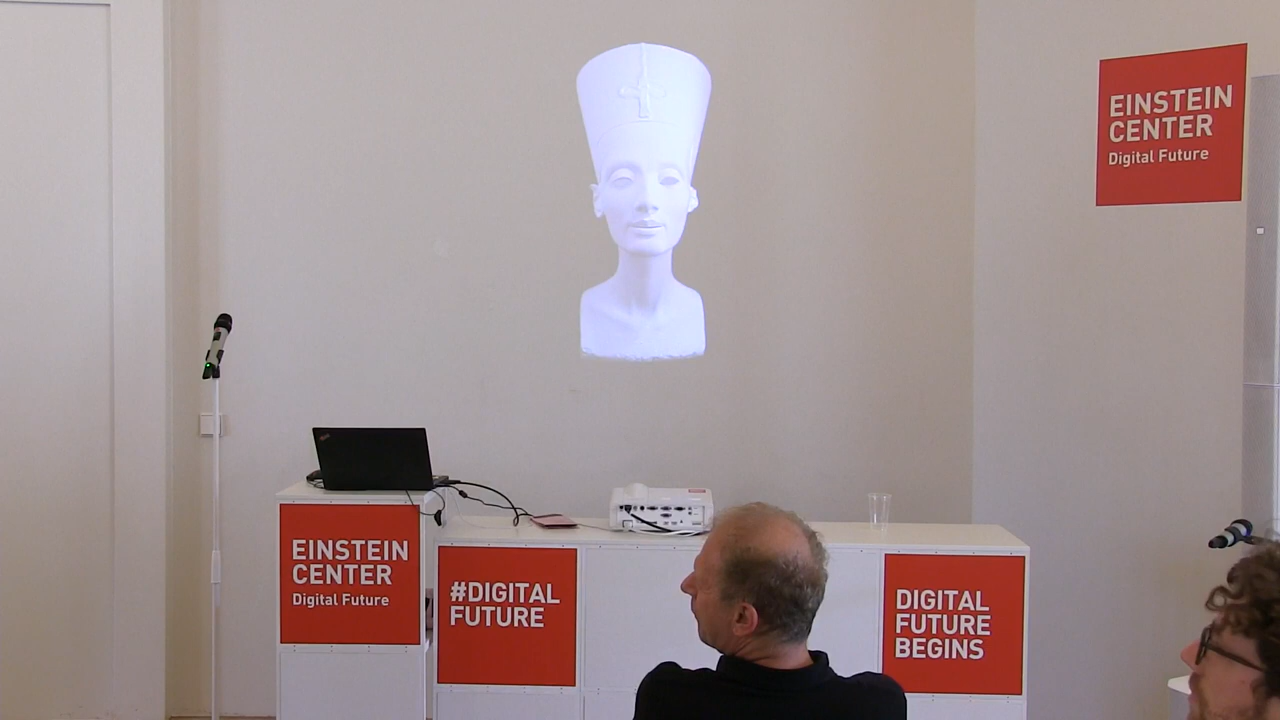 EINSTEIN
CENTER
Digital Future
EINSTEIN
CENTER
Digital Future
#DIGITAL
FUTURE
DIGITAL
FUTURE
BEGINS